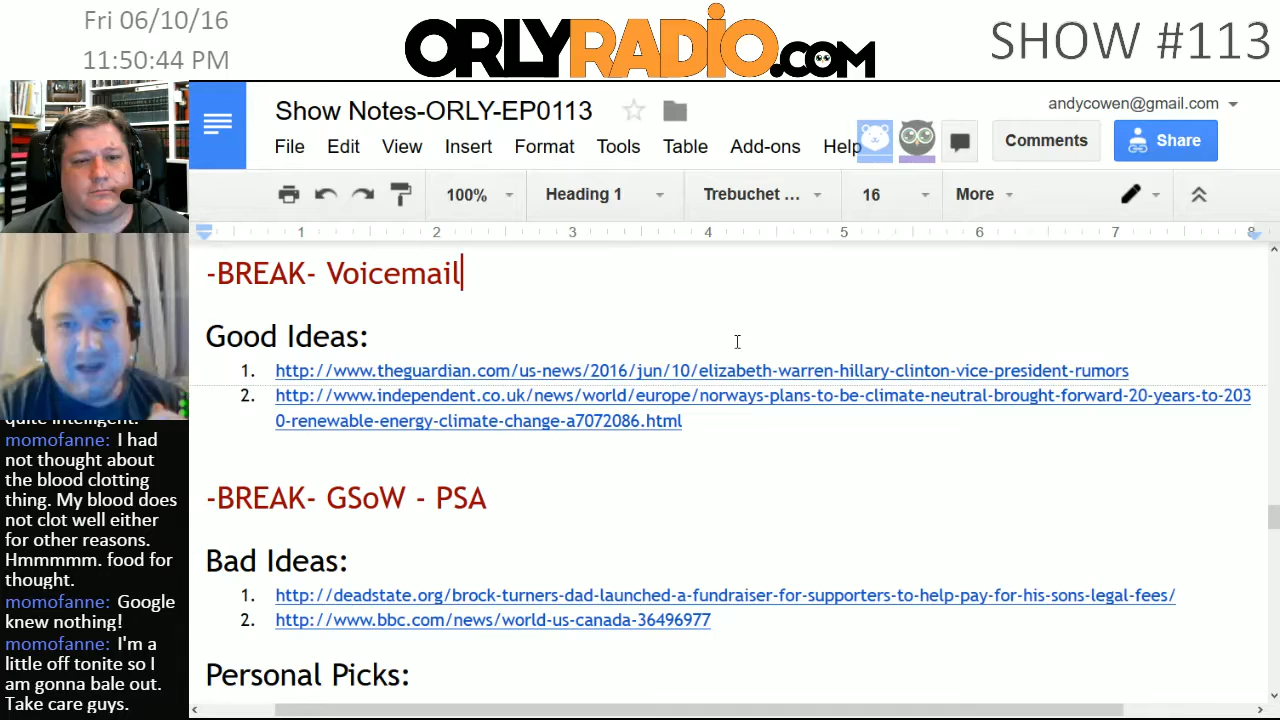 Fri 06/10/16
11:50:44 PM
ORLYRADIO.COM
SHOW #113
Show Notes-ORLY-EP0113
andycowen@gmail.com
File Edit View Insert Format Tools Table Add-ons Help
Comments
Share
100% Heading 1 Trebuchet ... 16 More
1 2 3 4 5 6 7 8
-BREAK- Voicemail
Good Ideas:
1. http://www.theguardian.com/us-news/2016/jun/10/elizabeth-warren-hillary-clinton-vice-president-rumors
2. http://www.independent.co.uk/news/world/europe/norways-plans-to-be-climate-neutral-brought-forward-20-years-to-203
0-renewable-energy-climate-change-a7072086.html
-BREAK- GSoW - PSA
Bad Ideas:
1. http://deadstate.org/brock-turners-dad-launched-a-fundraiser-for-supporters-to-help-pay-for-his-sons-legal-fees/
2. http://www.bbc.com/news/world-us-canada-36496977
Personal Picks:
quite intelligent.
momofanne: I had
not thought about
the blood clotting
thing. My blood does
not clot well either
for other reasons.
Hmmmmm. food for
thought.
momofanne: Google
knew nothing!
momofanne: I'm a
little off tonite so I
am gonna bale out.
Take care guys.